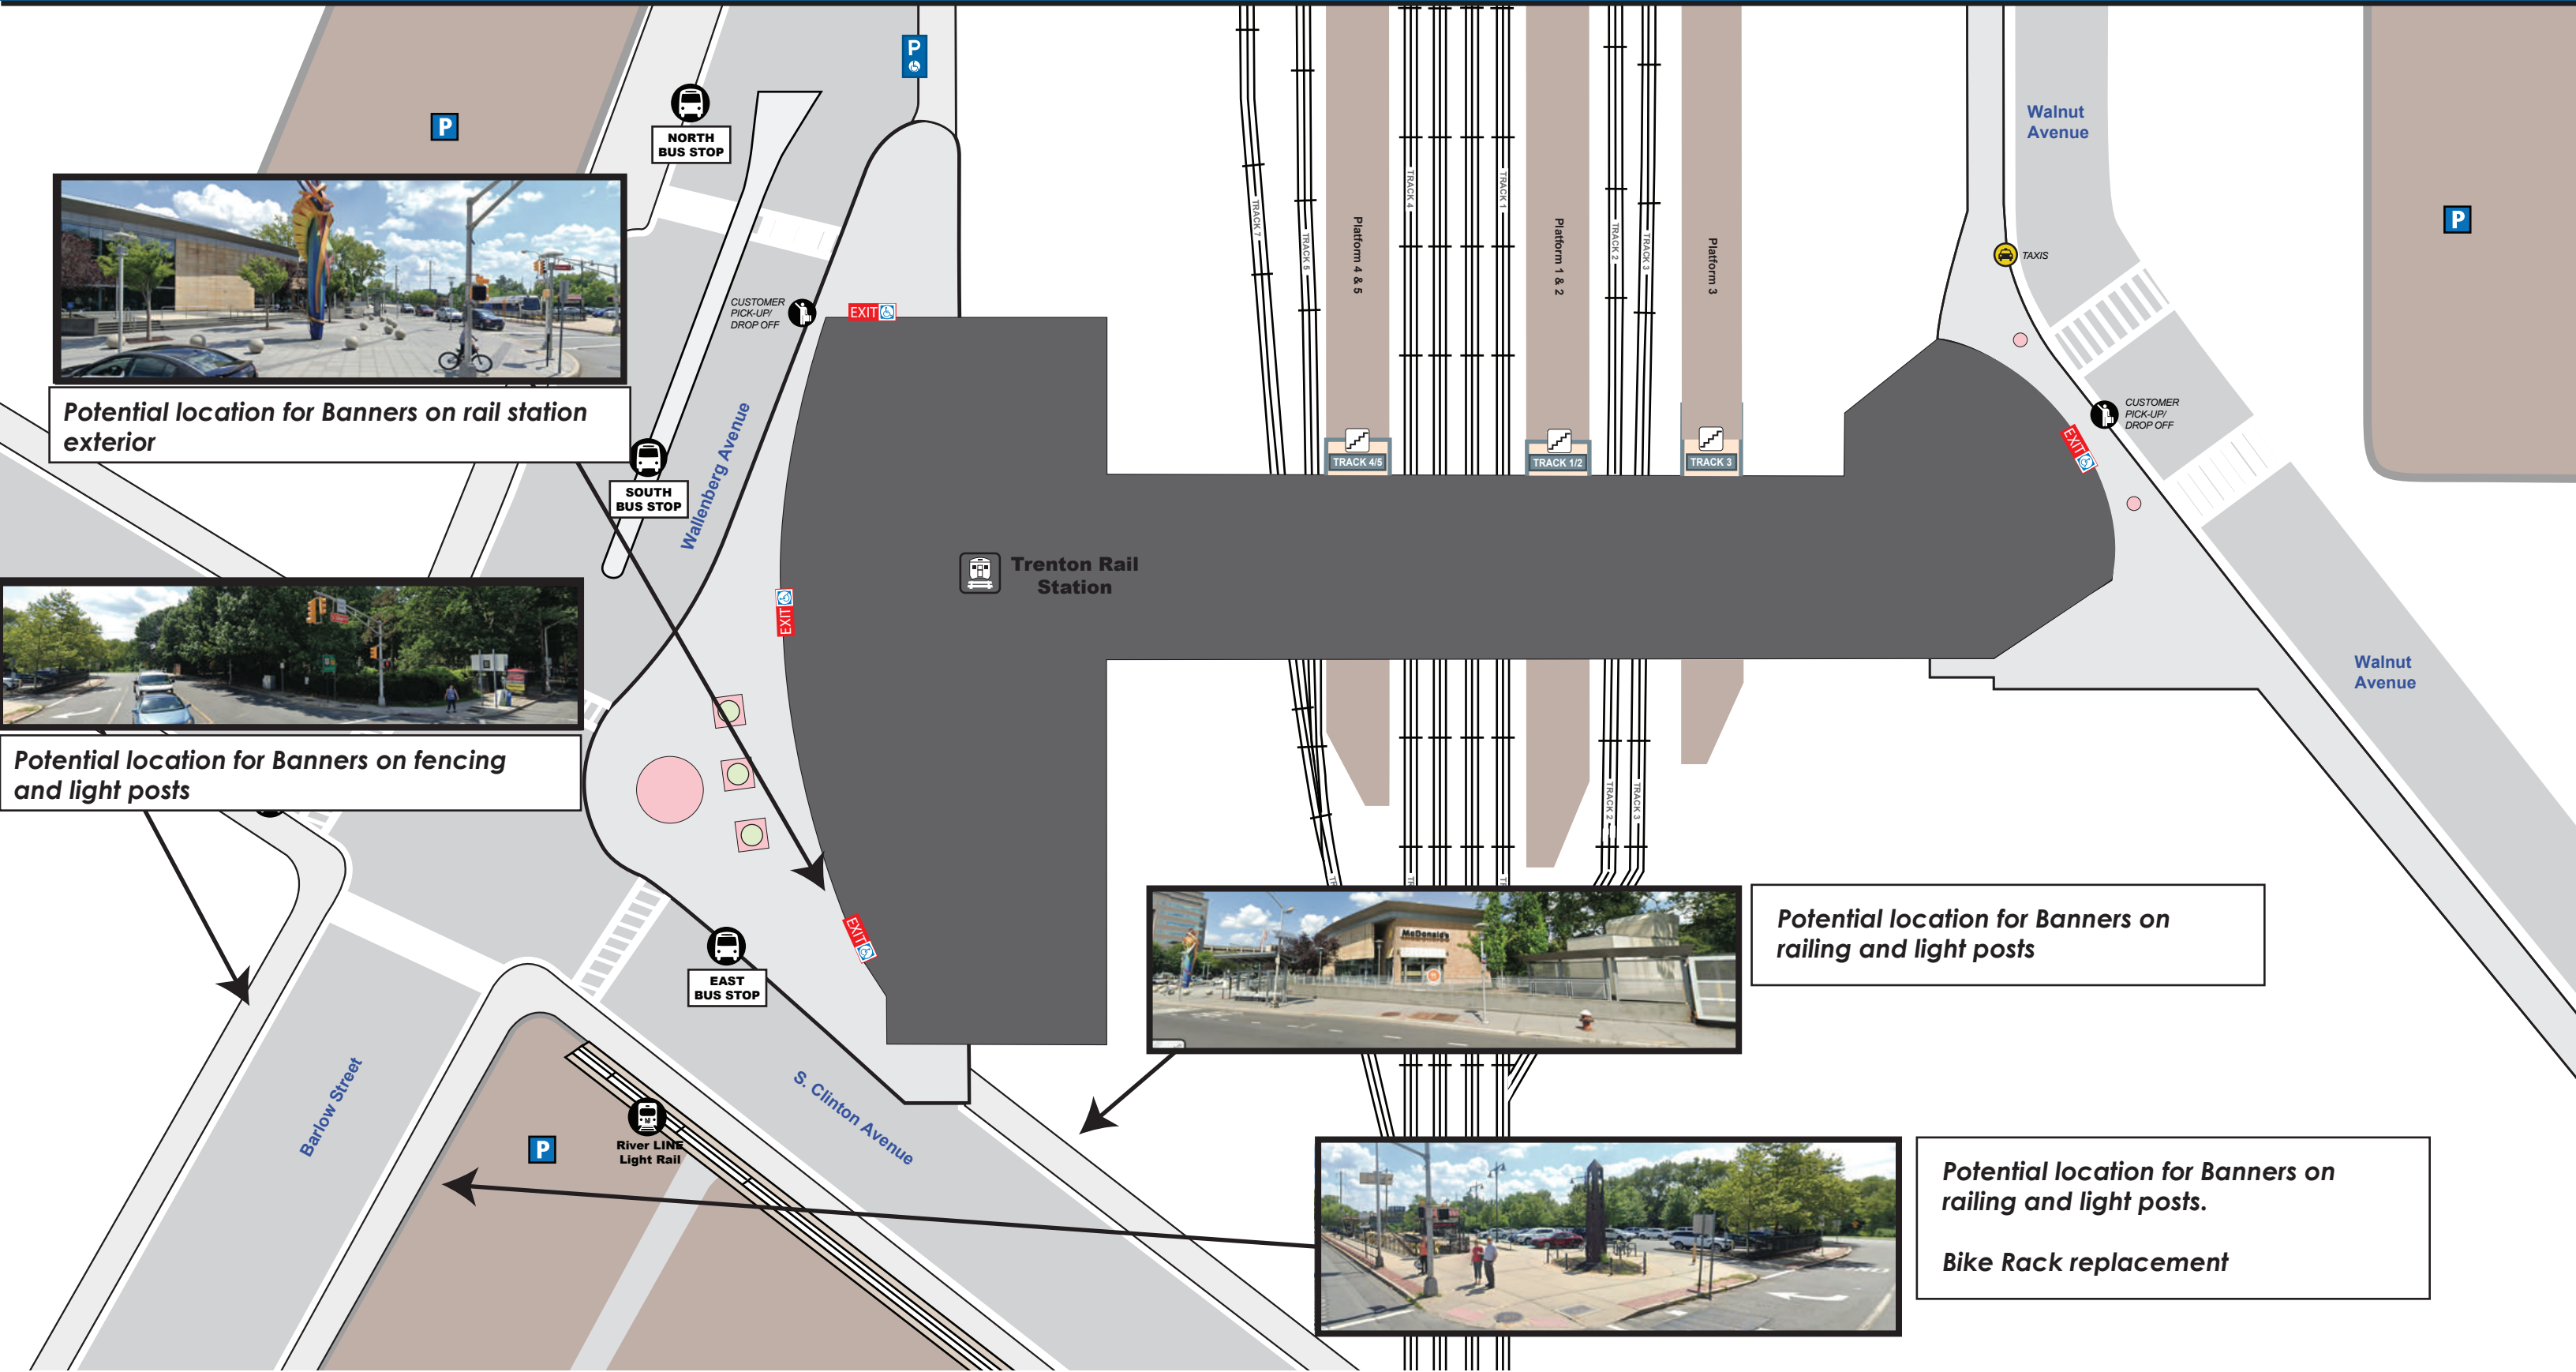 P
P
NORTH
BUS STOP
Walnut
Avenue
P
TRACK 7
TRACK 5
Platform 4 & 5
TRACK 4
TRACK 1
Platform 1 & 2
TRACK 2
TRACK 3
Platform 3
TAXIS
CUSTOMER
PICK-UP/
DROP OFF
EXIT
Potential location for Banners on rail station
exterior
CUSTOMER
PICK-UP/
DROP OFF
EXIT
Wallenberg Avenue
SOUTH
BUS STOP
TRACK 4/5
TRACK 1/2
TRACK 3
Trenton Rail
Station
EXIT
Walnut
Avenue
Potential location for Banners on fencing
and light posts
TRACK 2
TRACK 3
EXIT
EAST
BUS STOP
McDonald's
Potential location for Banners on
railing and light posts
Barlow Street
S. Clinton Avenue
P
River LINE
Light Rail
Potential location for Banners on
railing and light posts.
Bike Rack replacement